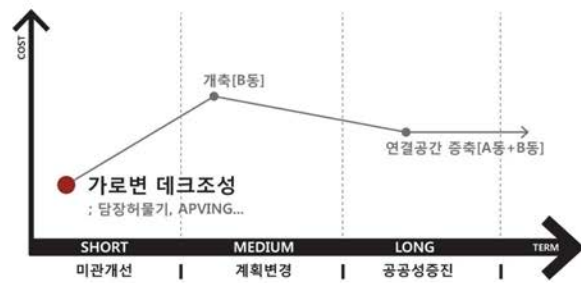 COST
개축[B동]
연결공간 증축[A동+B동]
가로변 데크조성
; 담장허물기, APVING...
SHORT MEDIUM LONG TERM
미관개선 | 계획변경 | 공공성증진 |